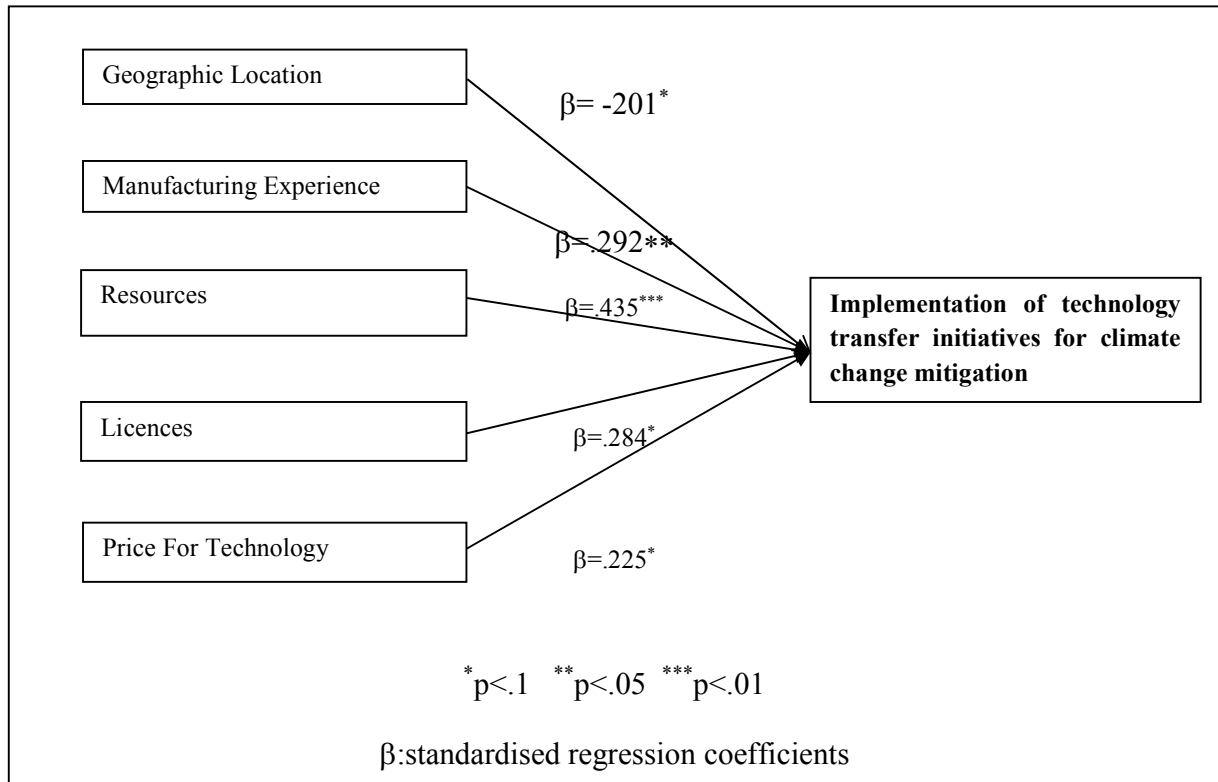 Geographic Location
β= -201*
Manufacturing Experience
β=.292**
Resources
β=.435***
Implementation of technology
transfer initiatives for climate
change mitigation
Licences
β=.284*
Price For Technology
β=.225*
*p<.1 **p<.05 ***p<.01
β:standardised regression coefficients